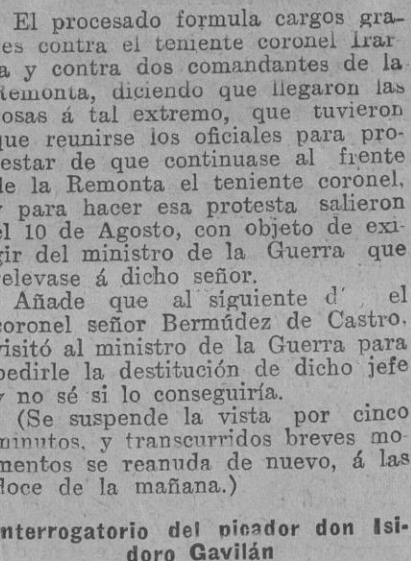 El procesado formula cargos gra-
es contra el teniente coronel Irar
a y contra dos comandantes de la
Remonta, diciendo que llegaron las
osas á tal extremo, que tuvieron
que reunirse los oficiales para pro-
estar de que continuase al frente
de la Remonta el teniente coronel,
y para hacer esa protesta salieron
el 10 de Agosto, con objeto de exi-
gir del ministro de la Guerra que
relevase á dicho señor.
Añade que al siguiente d el
coronel señor Bermúdez de Castro,
visitó al ministro de la Guerra para
pedirle la destitución de dicho jefe
y no sé si lo conseguiría.
(Se suspende la vista por cinco
minutos, y transcurridos breves mo-
mentos se reanuda de nuevo, á las
doce de la mañana.)
Interrogatorio del picador don Isi-
doro Gavilán